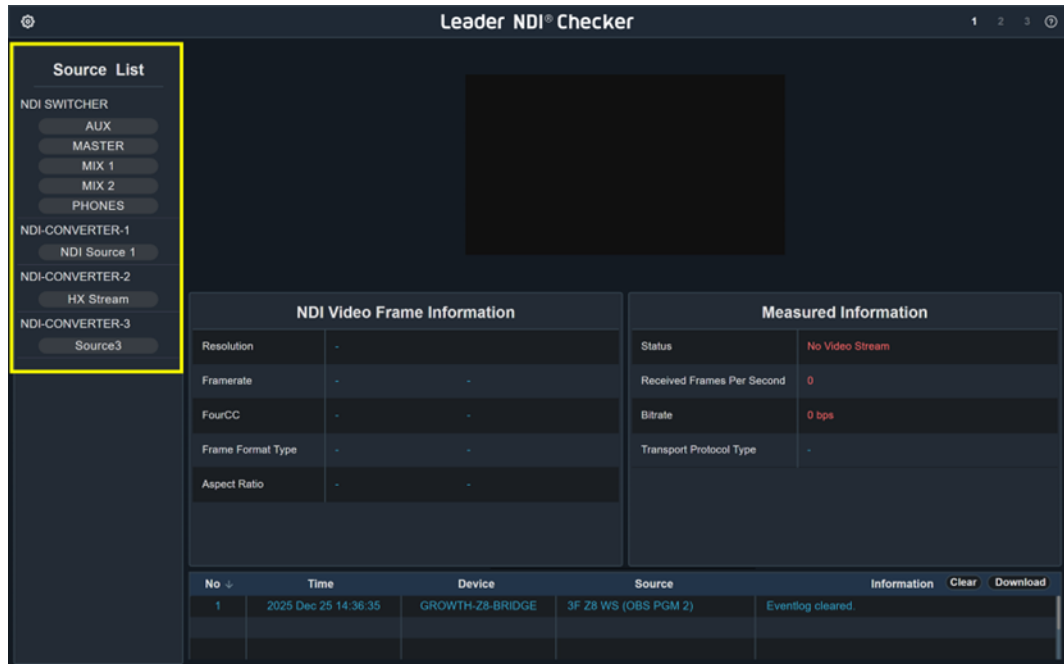 Leader NDI® Checker
1 2 3 ?
Source List
NDI SWITCHER
AUX
MASTER
MIX 1
MIX 2
PHONES
NDI-CONVERTER-1
NDI Source 1
NDI-CONVERTER-2
HX Stream
NDI-CONVERTER-3
Source3
NDI Video Frame Information
Resolution -
Framerate - -
FourCC - -
Frame Format Type - -
Aspect Ratio - -
Measured Information
Status No Video Stream
Received Frames Per Second 0
Bitrate 0 bps
Transport Protocol Type -
No ↓ Time Device Source Information Clear Download
1 2025 Dec 25 14:36:35 GROWTH-Z8-BRIDGE 3F Z8 WS (OBS PGM 2) Eventlog cleared.